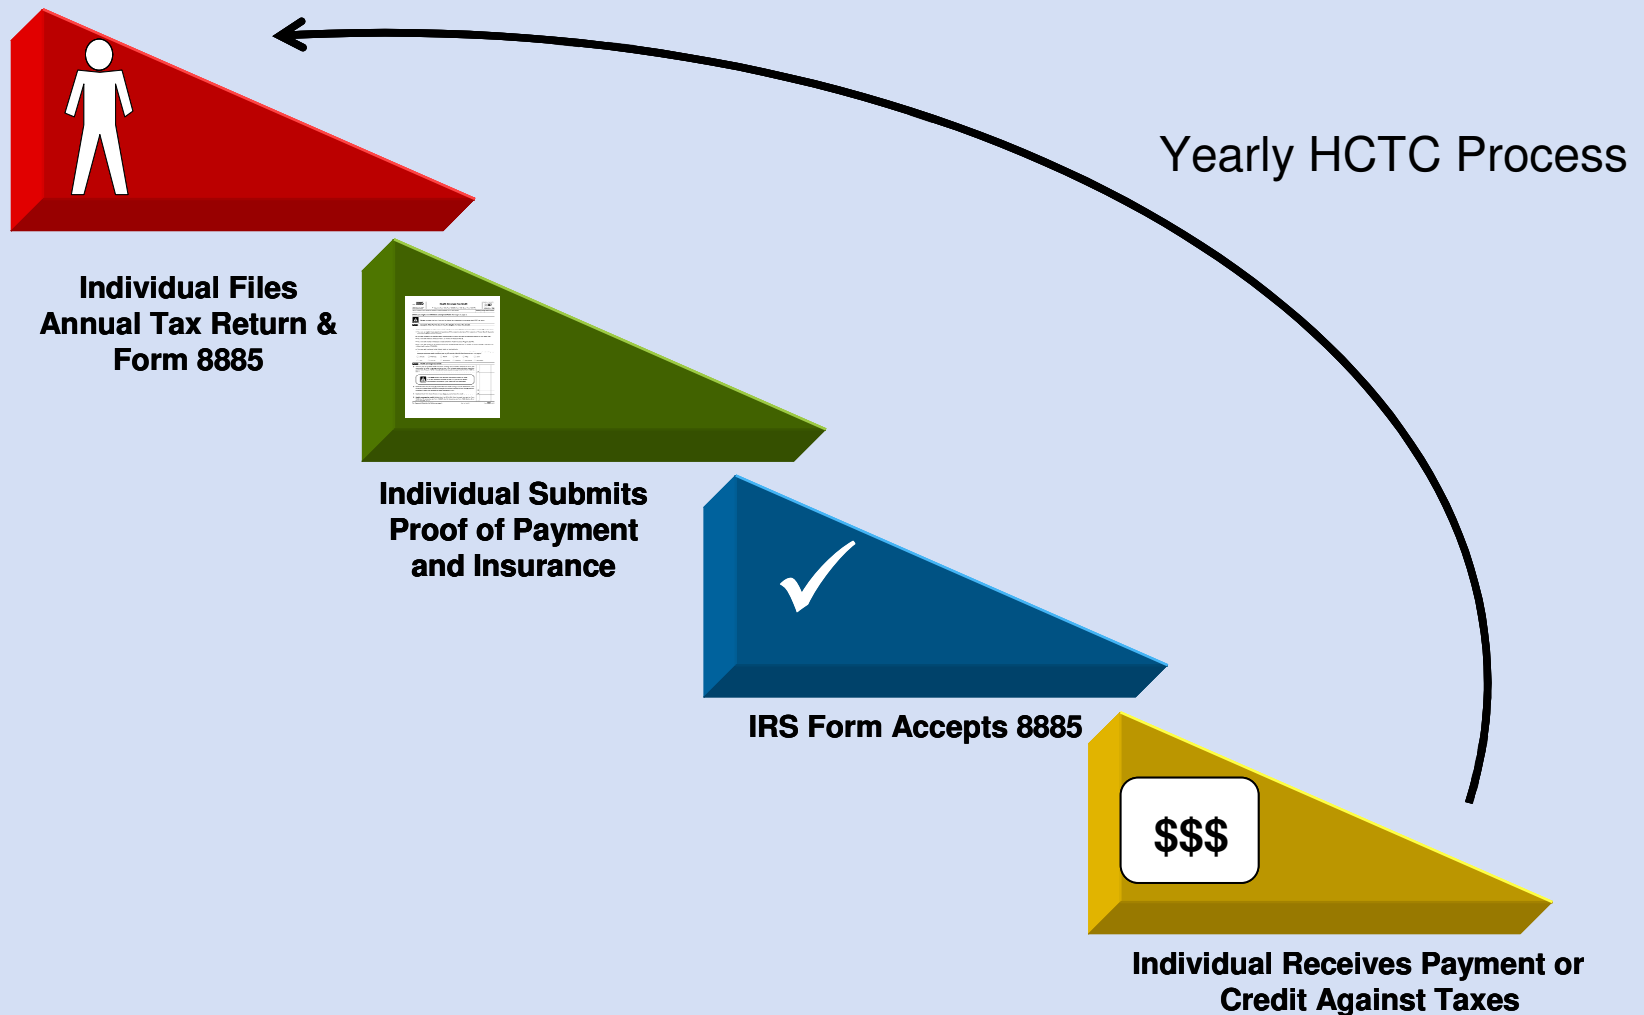 Yearly HCTC Process
Individual Files
Annual Tax Return &
Form 8885
Individual Submits
Proof of Payment
and Insurance
IRS Form Accepts 8885
$$$
Individual Receives Payment or
Credit Against Taxes